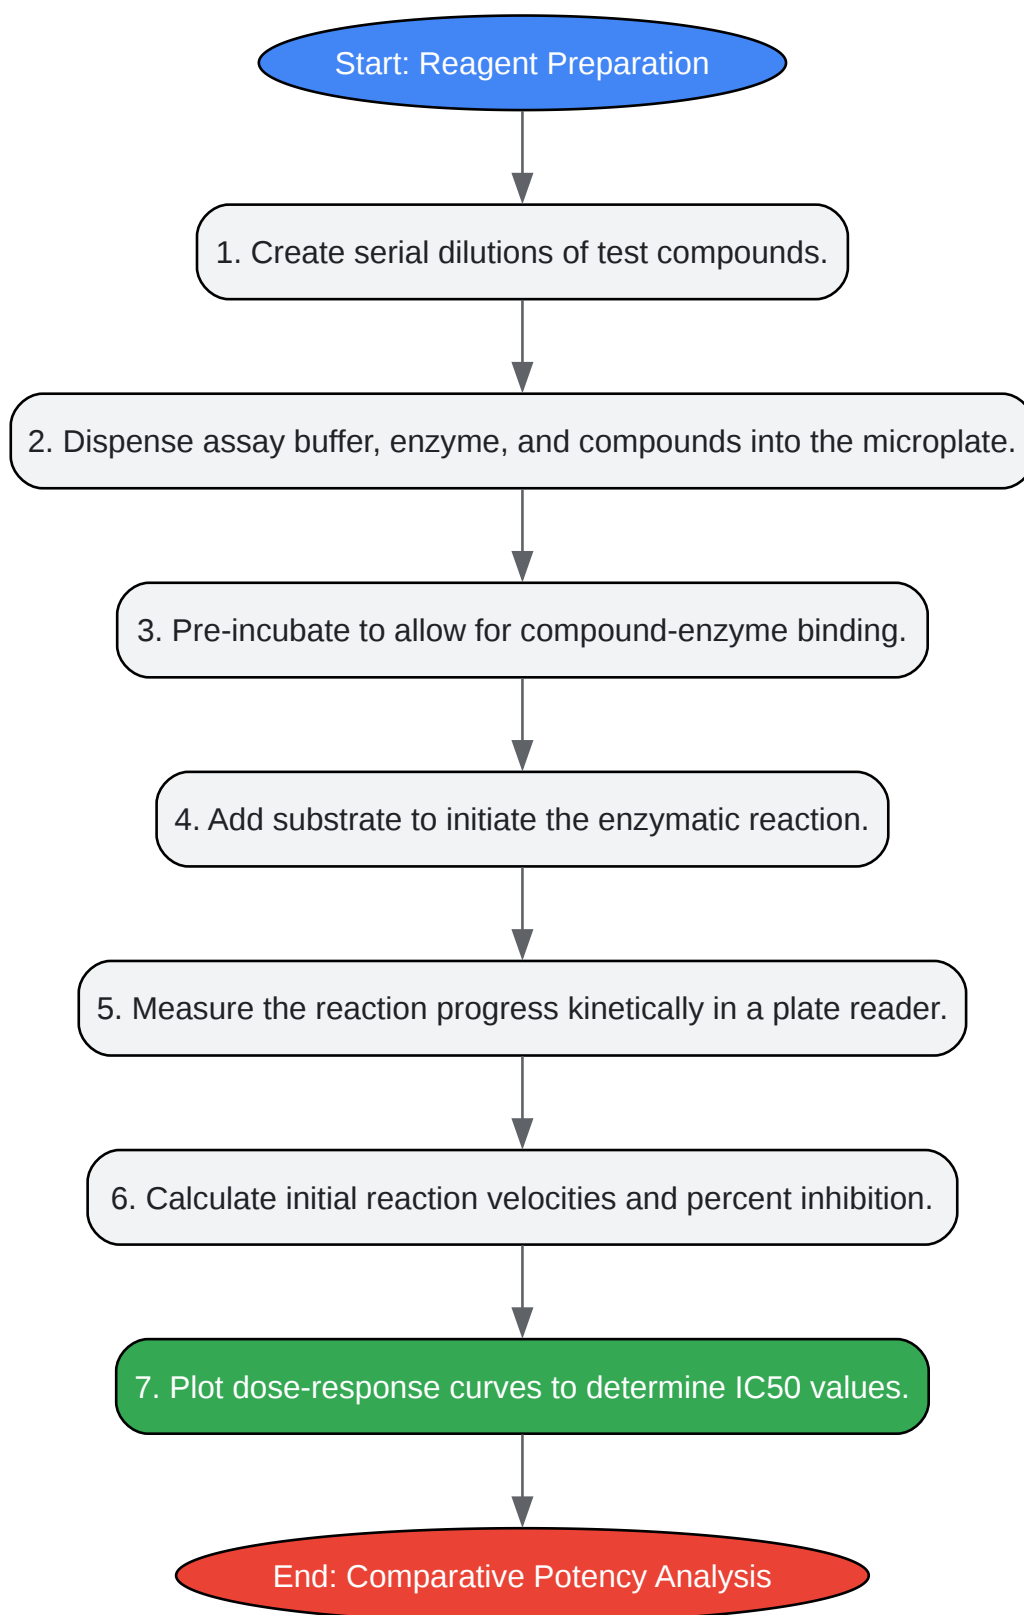 Start: Reagent Preparation
1. Create serial dilutions of test compounds.
2. Dispense assay buffer, enzyme, and compounds into the microplate.
3. Pre-incubate to allow for compound-enzyme binding.
4. Add substrate to initiate the enzymatic reaction.
5. Measure the reaction progress kinetically in a plate reader.
6. Calculate initial reaction velocities and percent inhibition.
7. Plot dose-response curves to determine IC50 values.
End: Comparative Potency Analysis